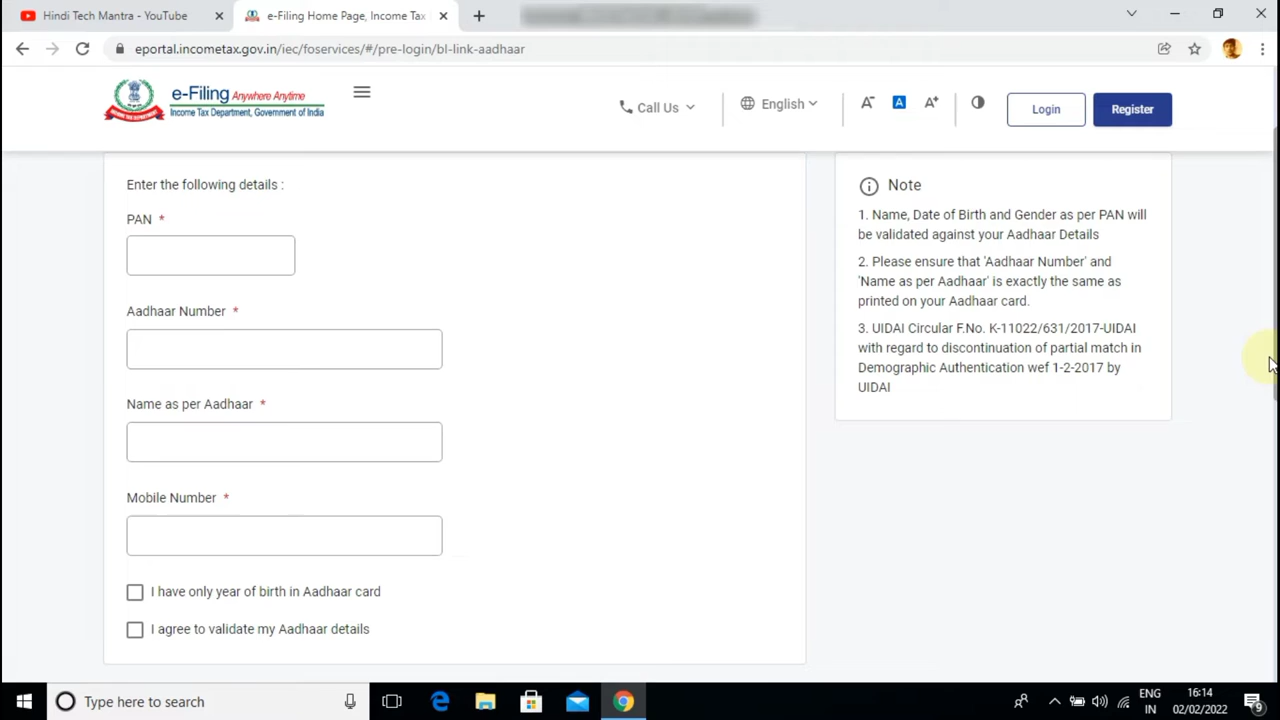 Hindi Tech Mantra - YouTube
e-Filing Home Page, Income Tax
eportal.incometax.gov.in/iec/foservices/#/pre-login/bl-link-aadhaar
e-Filing Anywhere Anytime
Income Tax Department, Government of India
Call Us
English
A-
A
A+
Login
Register
Enter the following details :
PAN *
Aadhaar Number *
Name as per Aadhaar *
Mobile Number *
I have only year of birth in Aadhaar card
I agree to validate my Aadhaar details
Note
1. Name, Date of Birth and Gender as per PAN will
be validated against your Aadhaar Details
2. Please ensure that 'Aadhaar Number' and
'Name as per Aadhaar' is exactly the same as
printed on your Aadhaar card.
3. UIDAI Circular F.No. K-11022/631/2017-UIDAI
with regard to discontinuation of partial match in
Demographic Authentication wef 1-2-2017 by
UIDAI
Type here to search
ENG
IN
16:14
02/02/2022
9